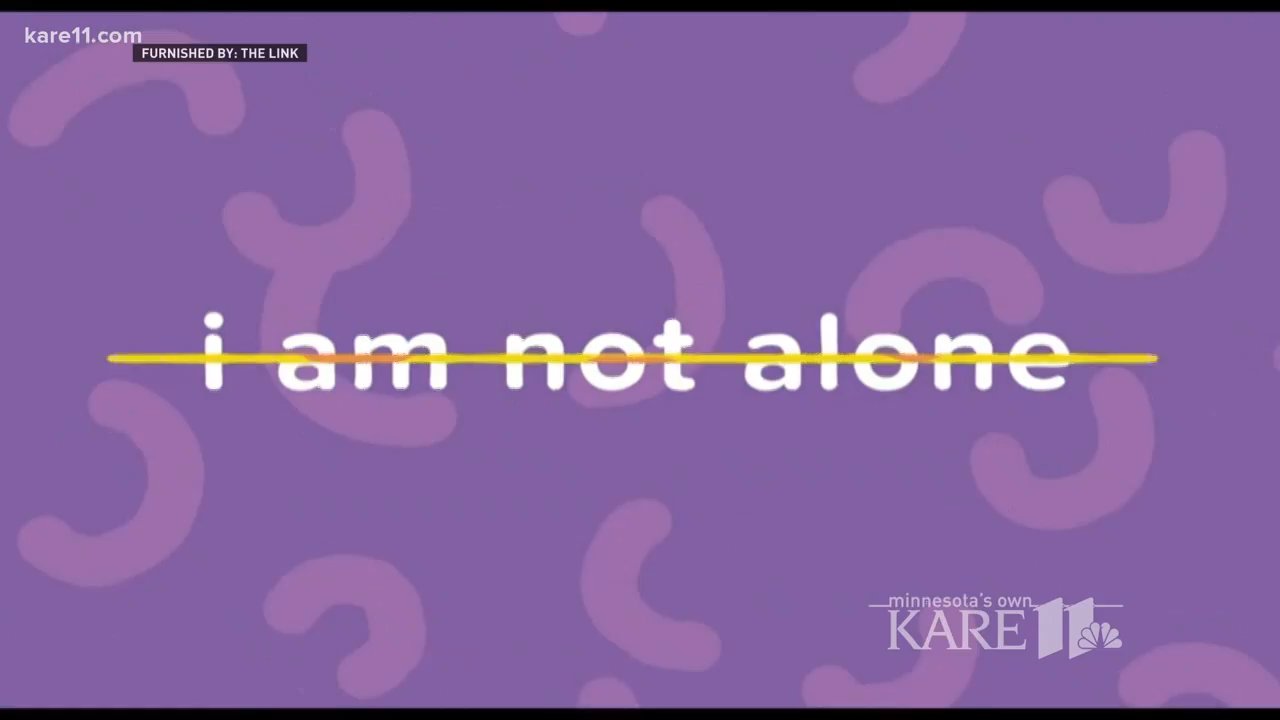 kare11.com
FURNISHED BY: THE LINK
i am not alone
minnesota's own
KARE 11